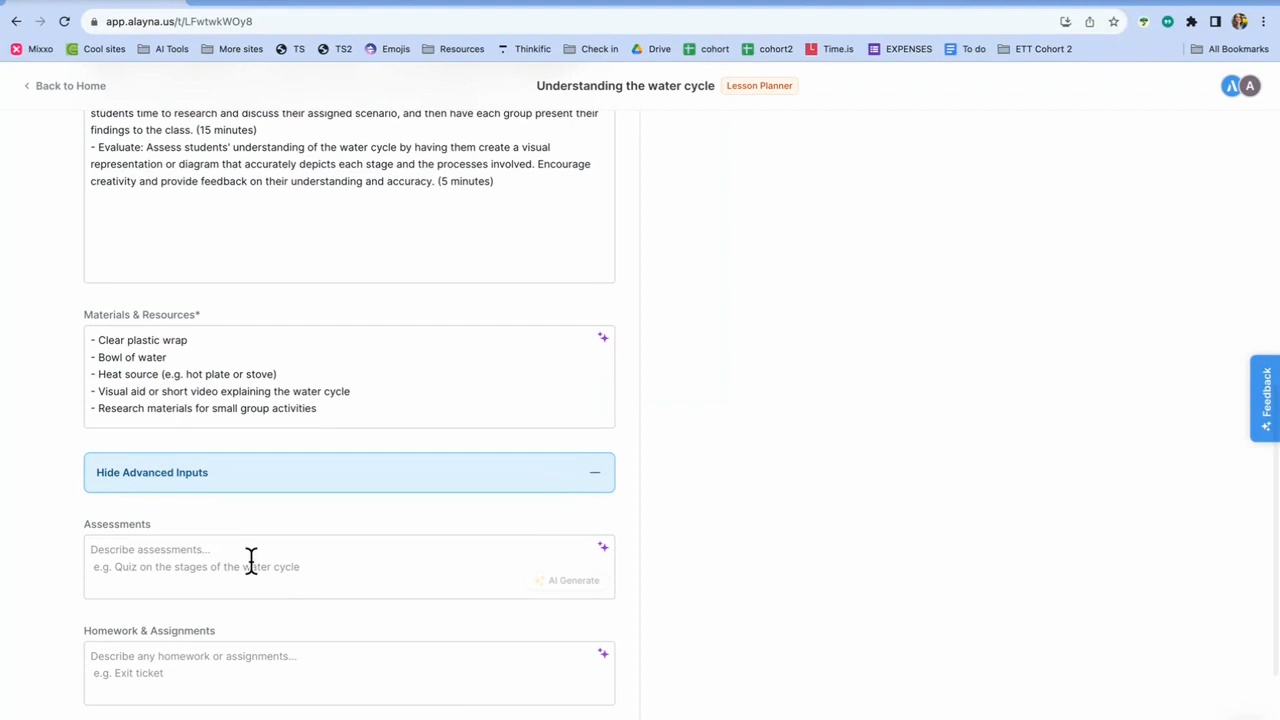 app.alayna.us/t/LFwtwkWOy8
Mixxo
Cool sites
AI Tools
More sites
TS
TS2
Emojis
Resources
Thinkific
Check in
Drive
cohort
cohort2
Time.is
EXPENSES
To do
ETT Cohort 2
All Bookmarks
Back to Home
Understanding the water cycle
Lesson Planner
A
students time to research and discuss their assigned scenario, and then have each group present their
findings to the class. (15 minutes)
- Evaluate: Assess students' understanding of the water cycle by having them create a visual
representation or diagram that accurately depicts each stage and the processes involved. Encourage
creativity and provide feedback on their understanding and accuracy. (5 minutes)
Materials & Resources*
- Clear plastic wrap
- Bowl of water
- Heat source (e.g. hot plate or stove)
- Visual aid or short video explaining the water cycle
- Research materials for small group activities
Hide Advanced Inputs
Assessments
Describe assessments...
e.g. Quiz on the stages of the water cycle
AI Generate
Homework & Assignments
Describe any homework or assignments...
e.g. Exit ticket
Feedback